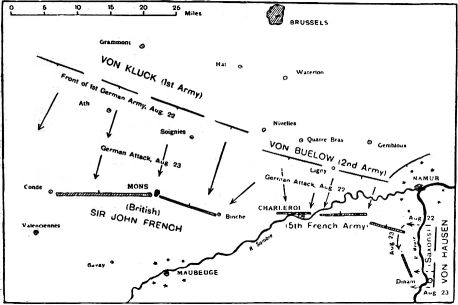 0 5 10 15 20 25
Miles
BRUSSELS
Grammont
Hal
Waterloo
VON KLUCK (1st Army)
Front of 1st German Army, Aug. 22
Ath
Soignies
Nivelles
Quatre Bras
Gembloux
VON BUELOW (2nd Army)
German Attack, Aug 23
Ligny
German Attack, Aug 22
NAMUR
Conde
MONS
(British)
SIR JOHN FRENCH
Binche
CHARLEROI
(5th French Army)
Aug 22
Valenciennes
R. Sambre
Aug 23
(Saxons)
VON HAUSEN
Bavay
MAUBEUGE
Dinant
Aug 23